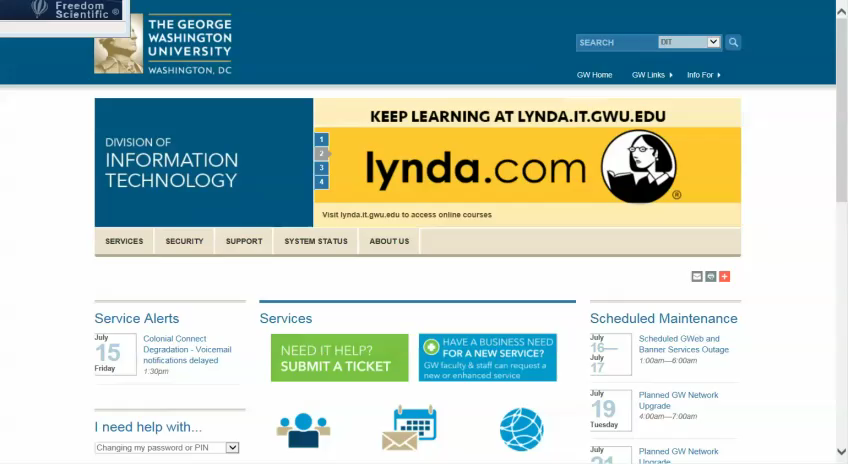 Freedom
Scientific ®
THE GEORGE
WASHINGTON
UNIVERSITY
WASHINGTON, DC
SEARCH
DIT
GW Home
GW Links
Info For
DIVISION OF
INFORMATION
TECHNOLOGY
KEEP LEARNING AT LYNDA.IT.GWU.EDU
1
2
3
4
lynda.com
®
Visit lynda.it.gwu.edu to access online courses
SERVICES
SECURITY
SUPPORT
SYSTEM STATUS
ABOUT US
Service Alerts
July
15
Friday
Colonial Connect
Degradation - Voicemail
notifications delayed
1:30pm
I need help with...
Changing my password or PIN
Services
NEED IT HELP?
SUBMIT A TICKET
HAVE A BUSINESS NEED
FOR A NEW SERVICE?
GW faculty & staff can request a
new or enhanced service
Scheduled Maintenance
July
16—
July
17
Scheduled GWeb and
Banner Services Outage
1:00am—6:00am
July
19
Tuesday
Planned GW Network
Upgrade
4:00am—7:00am
July
21
Planned GW Network
Upgrade